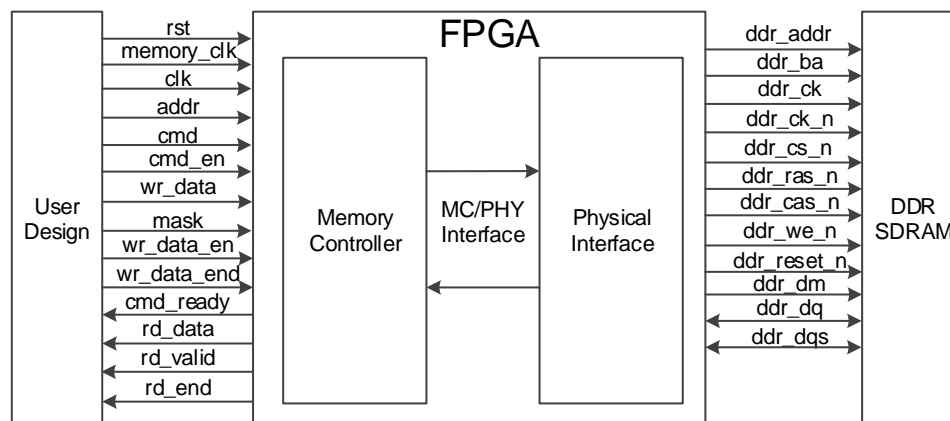 FPGA
rst
memory_clk
clk
addr
cmd
cmd_en
wr_data
mask
wr_data_en
wr_data_end
cmd_ready
rd_data
rd_valid
rd_end
User
Design
Memory
Controller
MC/PHY
Interface
Physical
Interface
ddr_addr
ddr_ba
ddr_ck
ddr_ck_n
ddr_cs_n
ddr_ras_n
ddr_cas_n
ddr_we_n
ddr_reset_n
ddr_dm
ddr_dq
ddr_dqs
DDR
SDRAM